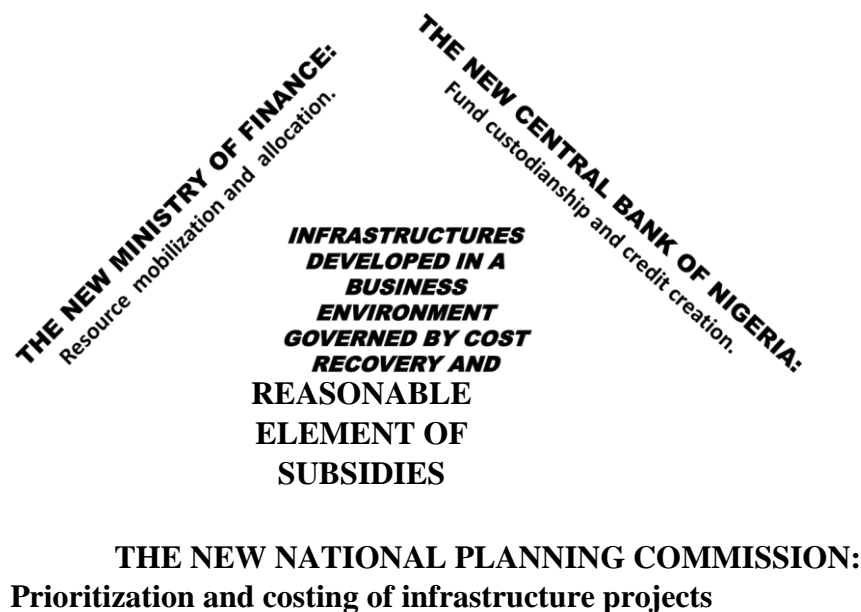 THE NEW MINISTRY OF FINANCE:
Resource mobilization and allocation.
THE NEW CENTRAL BANK OF NIGERIA:
Fund custodianship and credit creation.
INFRASTRUCTURES
DEVELOPED IN A
BUSINESS
ENVIRONMENT
GOVERNED BY COST
RECOVERY AND
REASONABLE
ELEMENT OF
SUBSIDIES
THE NEW NATIONAL PLANNING COMMISSION:
Prioritization and costing of infrastructure projects